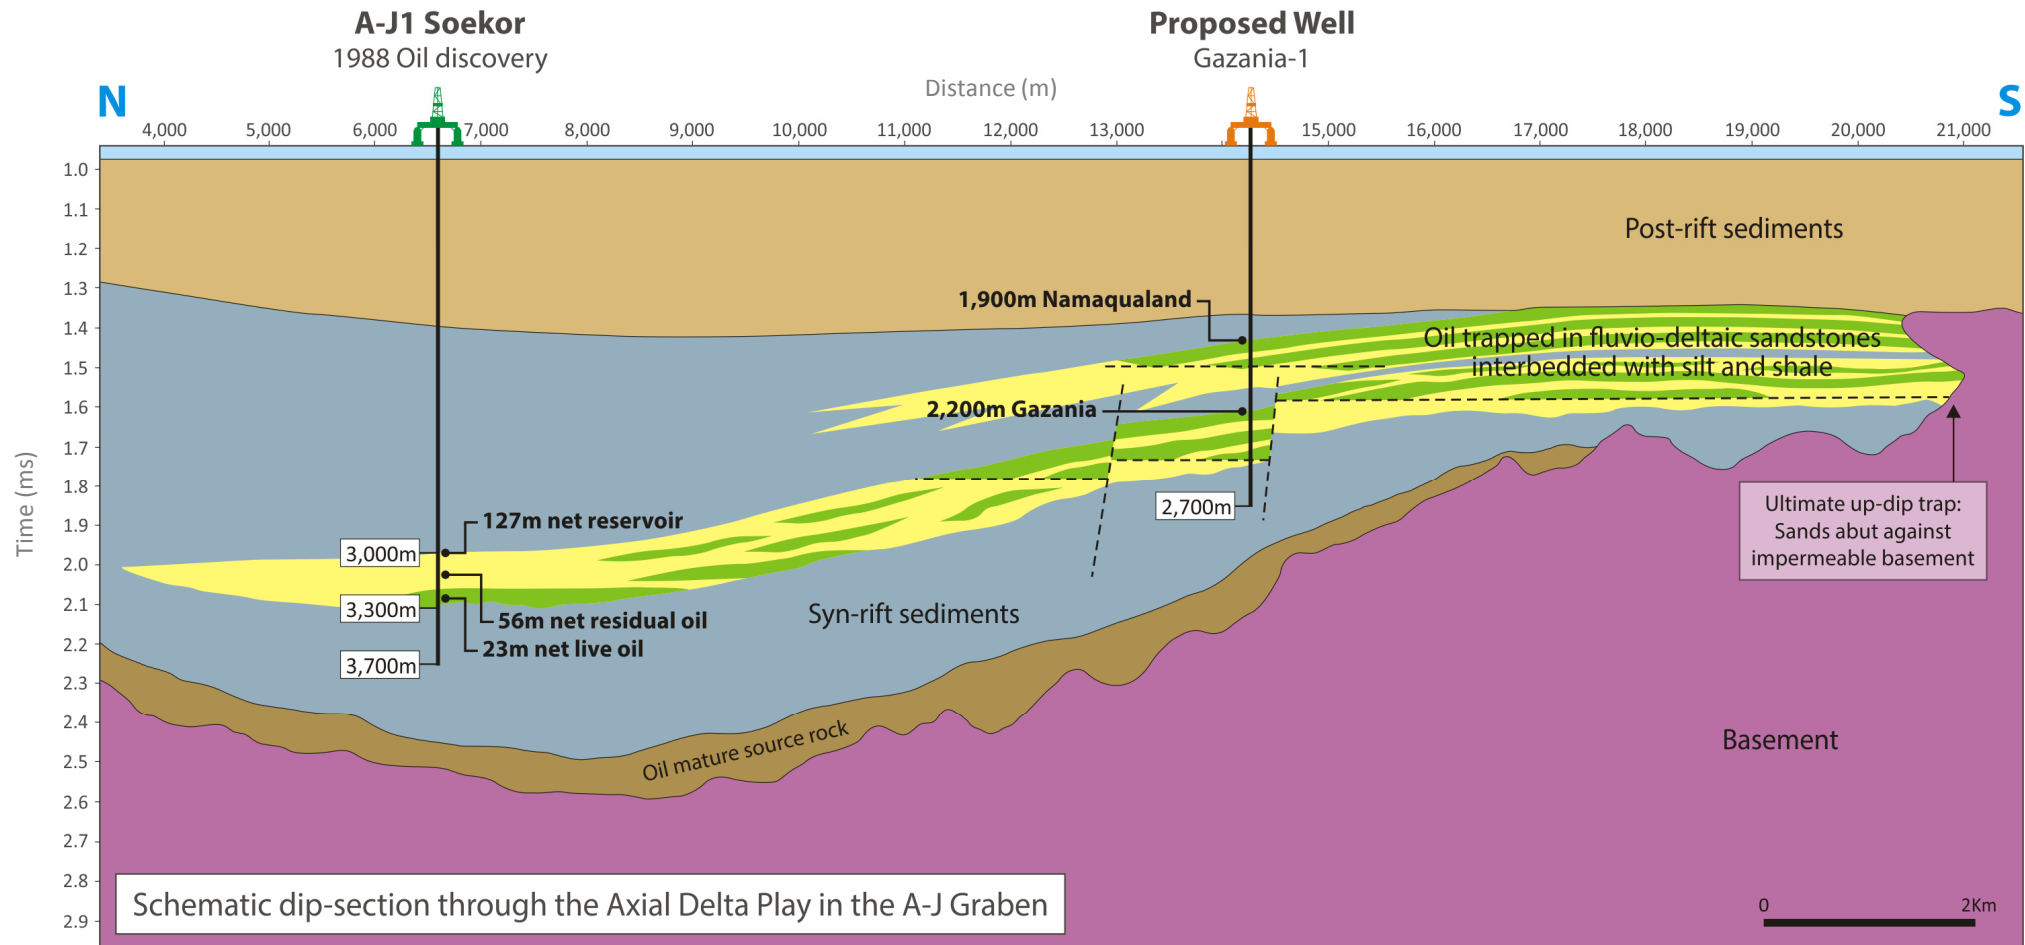 A-J1 Soekor
1988 Oil discovery
Proposed Well
Gazania-1
Distance (m)
N
S
4,000 5,000 6,000 7,000 8,000 9,000 10,000 11,000 12,000 13,000 15,000 16,000 17,000 18,000 19,000 20,000 21,000
Time (ms)
1.0
1.1
1.2
1.3
1.4
1.5
1.6
1.7
1.8
1.9
2.0
2.1
2.2
2.3
2.4
2.5
2.6
2.7
2.8
2.9
Post-rift sediments
1,900m Namaqualand
Oil trapped in fluvio-deltaic sandstones
interbedded with silt and shale
2,200m Gazania
2,700m
Ultimate up-dip trap:
Sands abut against
impermeable basement
127m net reservoir
3,000m
3,300m
56m net residual oil
23m net live oil
3,700m
Syn-rift sediments
Oil mature source rock
Basement
Schematic dip-section through the Axial Delta Play in the A-J Graben
0 2Km